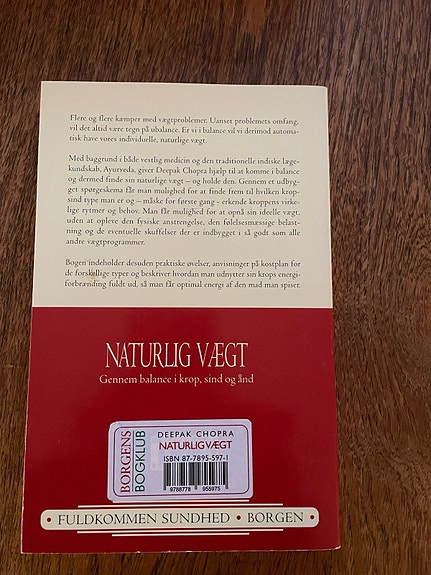 Flere og flere kæmper med vægtproblemer. Uanset problemets omfang,
vil det altid være tegn på ubalance. Er vi i balance vil vi derimod automa-
tisk have vores individuelle, naturlige vægt.
Med baggrund i både vestlig medicin og den traditionelle indiske læge-
kundskab, Ayurveda, giver Deepak Chopra hjælp til at komme i balance
og dermed finde sin naturlige vægt – og holde den. Gennem et udbyg-
get spørgeskema får man mulighed for at finde frem til hvilken krop-
sind type man er og – måske for første gang - erkende kroppens virke-
lige rytmer og behov. Man får mulighed for at opnå sin ideelle vægt,
uden at opleve den fysiske anstrengelse, den følelsesmæssige belast-
ning og de eventuelle skuffelser der er indbygget i så godt som alle
andre vægtprogrammer.
Bogen indeholder desuden praktiske øvelser, anvisninger på kostplan for
de forskellige typer og beskriver hvordan man udnytter sin krops energi-
forbrænding fuldt ud, så man får optimal energi af den mad man spiser.
NATURLIG VÆGT
Gennem balance i krop, sind og ånd
BORGENS
BOGKLUB
DEEPAK CHOPRA
NATURLIGVÆGT
ISBN 87-7895-597-1
9788778 955975
• FULDKOMMEN SUNDHED • BORGEN •